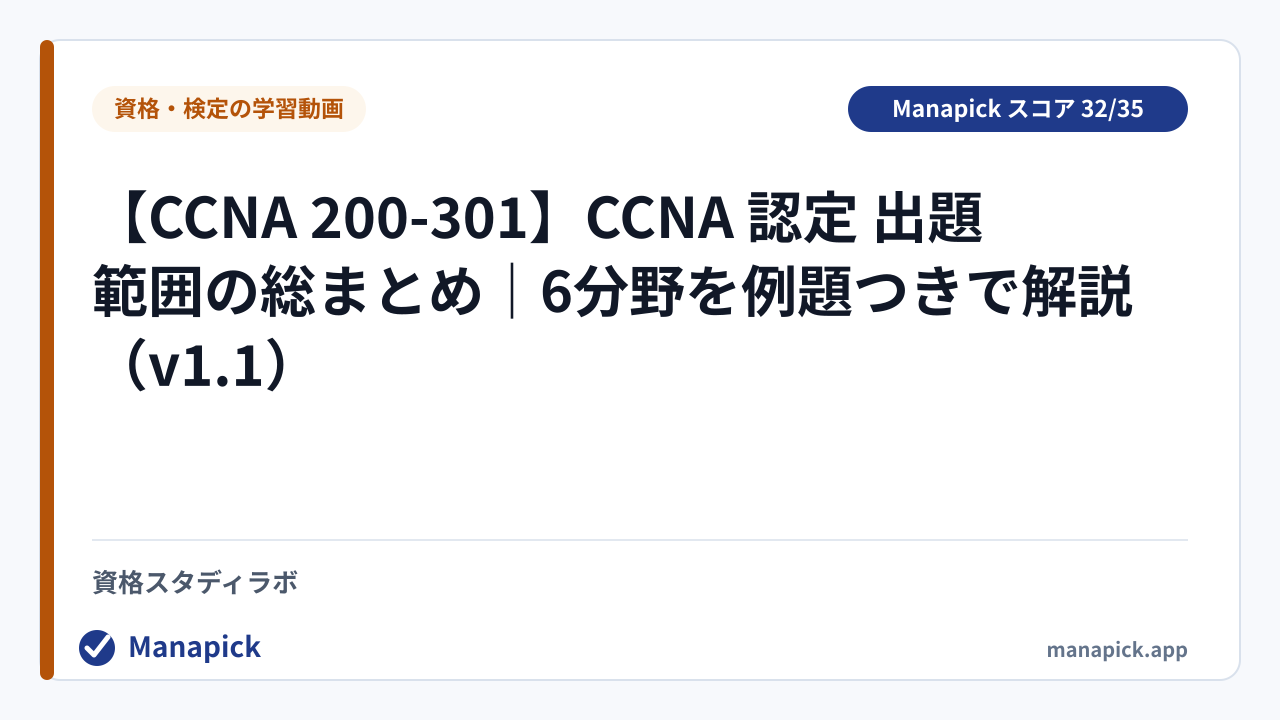 資格・検定の学習動画
Manapick スコア 32/35
【CCNA 200-301】CCNA 認定 出題
範囲の総まとめ｜6分野を例題つきで解説
（v1.1）
資格スタディラボ
Manapick
manapick.app